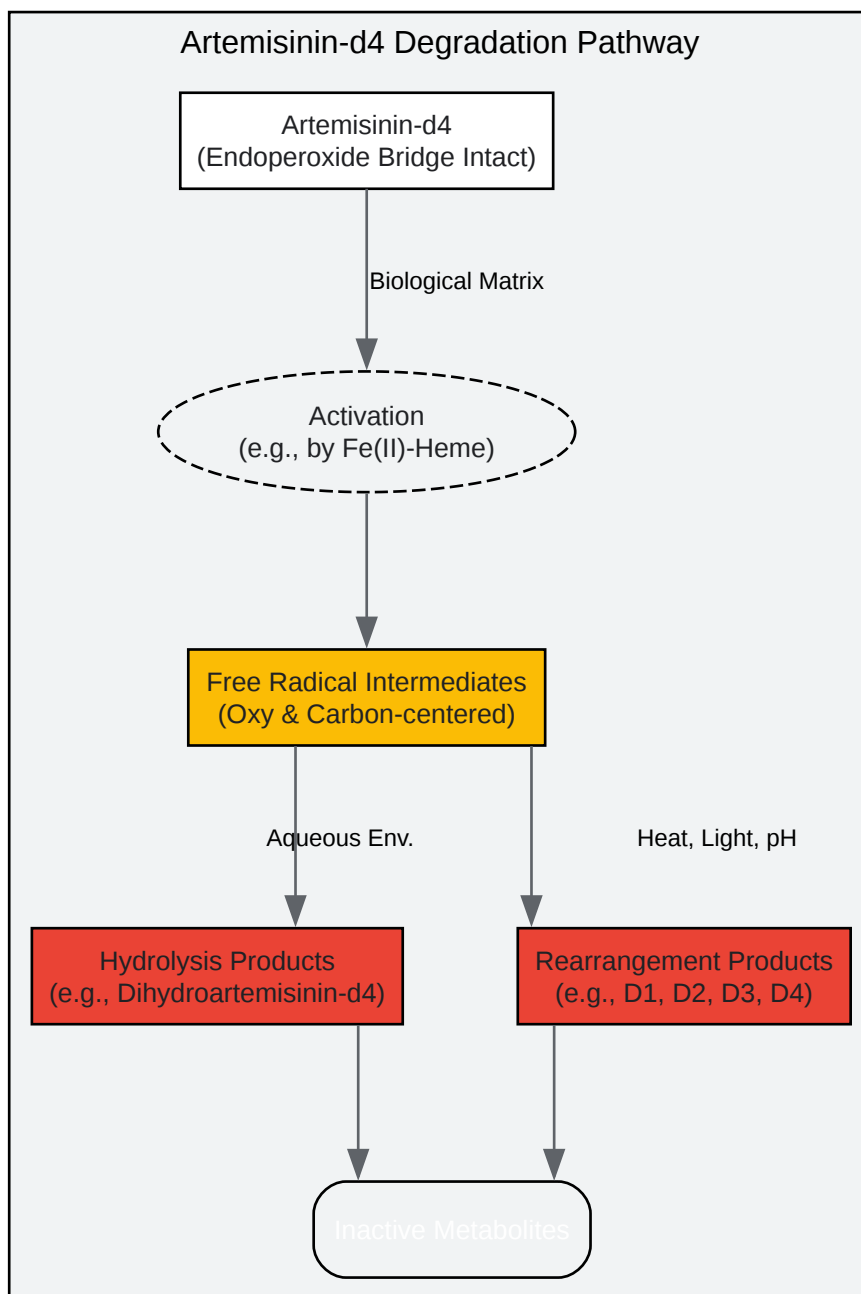 Artemisinin-d4 Degradation Pathway
Artemisinin-d4
(Endoperoxide Bridge Intact)
Biological Matrix
Activation
(e.g., by Fe(II)-Heme)
Free Radical Intermediates
(Oxy & Carbon-centered)
Aqueous Env.
Heat, Light, pH
Hydrolysis Products
(e.g., Dihydroartemisinin-d4)
Rearrangement Products
(e.g., D1, D2, D3, D4)
Inactive Metabolites